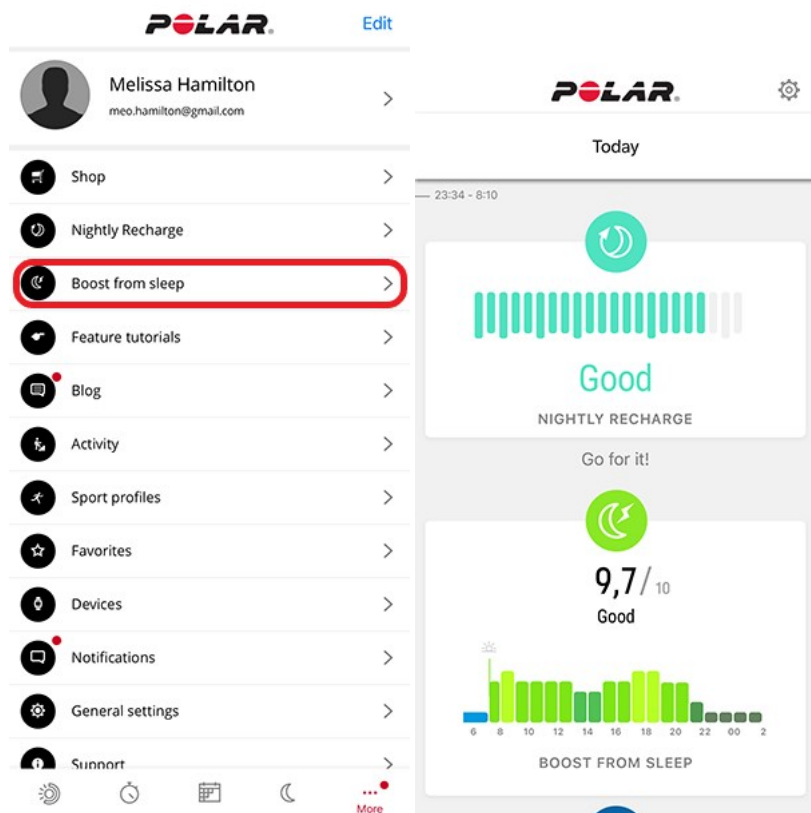 POLAR.
Edit
Melissa Hamilton
meo.hamilton@gmail.com
Shop
Nightly Recharge
Boost from sleep
Feature tutorials
Blog
Activity
Sport profiles
Favorites
Devices
Notifications
General settings
Support
More
POLAR.
Today
23:34 - 8:10
Good
NIGHTLY RECHARGE
Go for it!
9,7/ 10
Good
6 8 10 12 14 16 18 20 22 00 2
BOOST FROM SLEEP